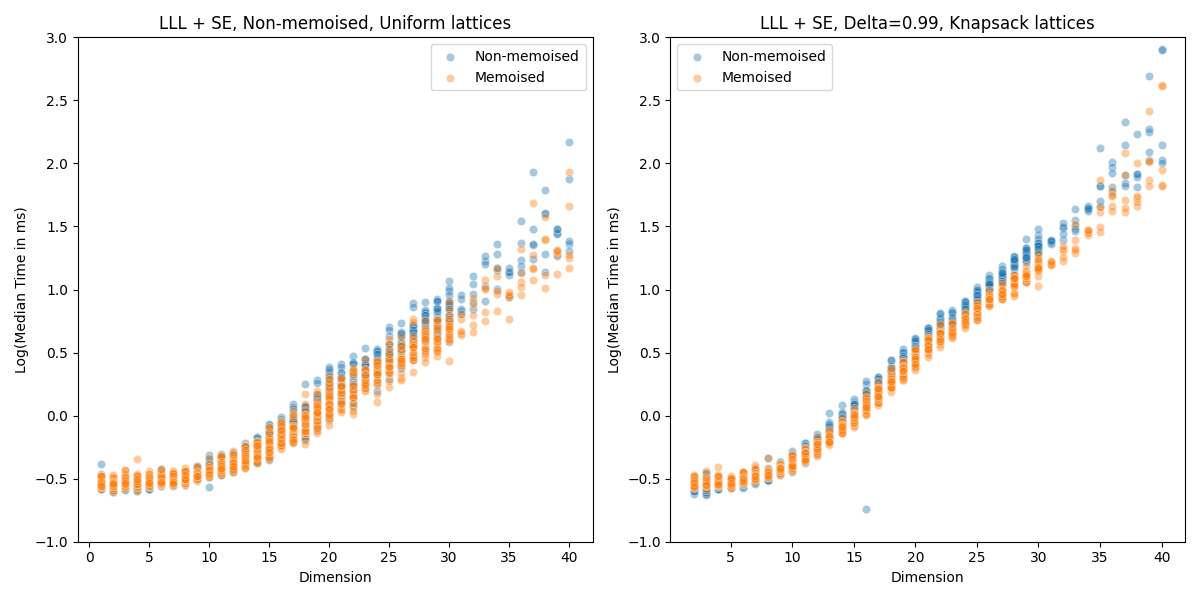 LLL + SE, Non-memoised, Uniform lattices
Log(Median Time in ms)
3.0
2.5
2.0
1.5
1.0
0.5
0.0
−0.5
−1.0
Non-memoised
Memoised
0 5 10 15 20 25 30 35 40
Dimension
LLL + SE, Delta=0.99, Knapsack lattices
Log(Median Time in ms)
3.0
2.5
2.0
1.5
1.0
0.5
0.0
−0.5
−1.0
Non-memoised
Memoised
5 10 15 20 25 30 35 40
Dimension